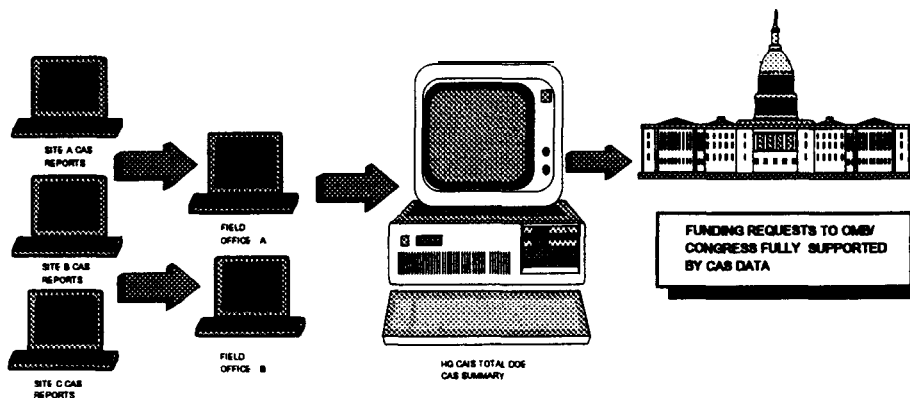 SITE A CAS
REPORTS
SITE B CAS
REPORTS
SITE C CAS
REPORTS
FIELD
OFFICE A
FIELD
OFFICE B
HQ CAIS TOTAL DOE
CAS SUMMARY
FUNDING REQUESTS TO OMB/
CONGRESS FULLY SUPPORTED
BY CAS DATA